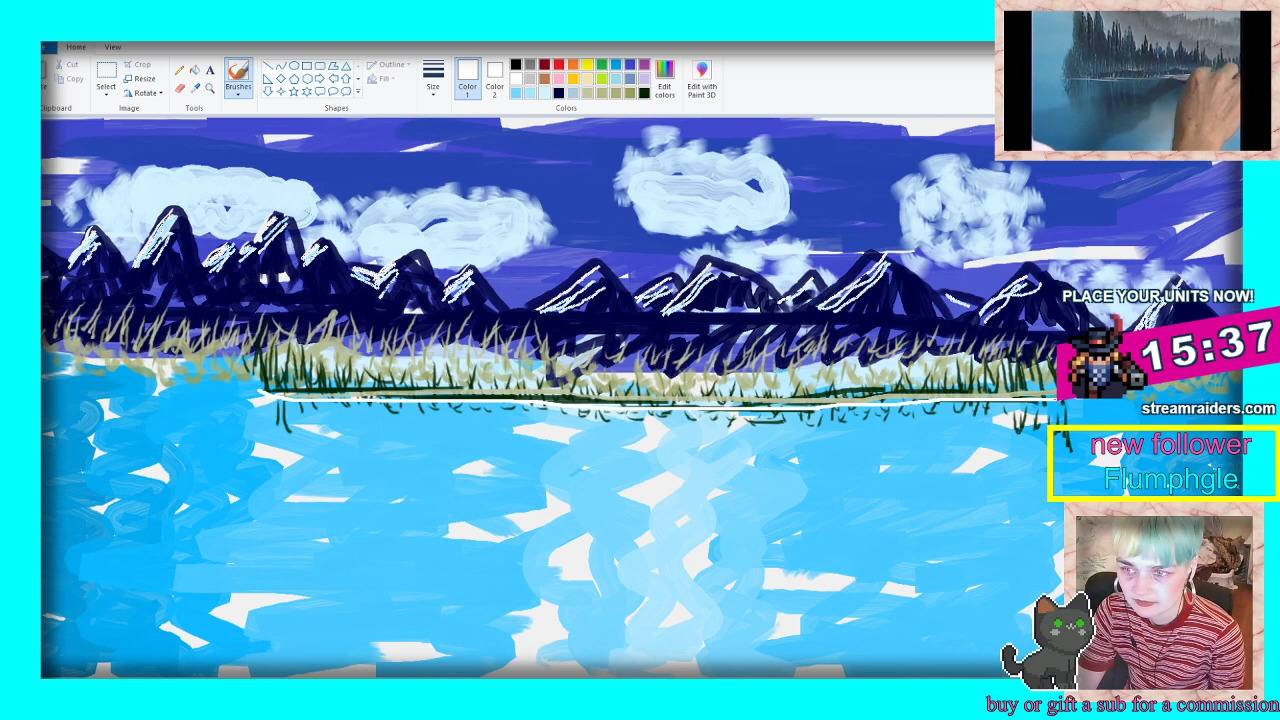 Home View
Cut
Copy
Select
Crop
Resize
Rotate
Brushes
Outline
Fill
Size
Color
1
Color
2
Edit
colors
Edit with
Paint 3D
Image
Tools
Shapes
Colors
PLACE YOUR UNITS NOW!
15:37
streamraiders.com
new follower
Flumphgle
buy or gift a sub for a commission